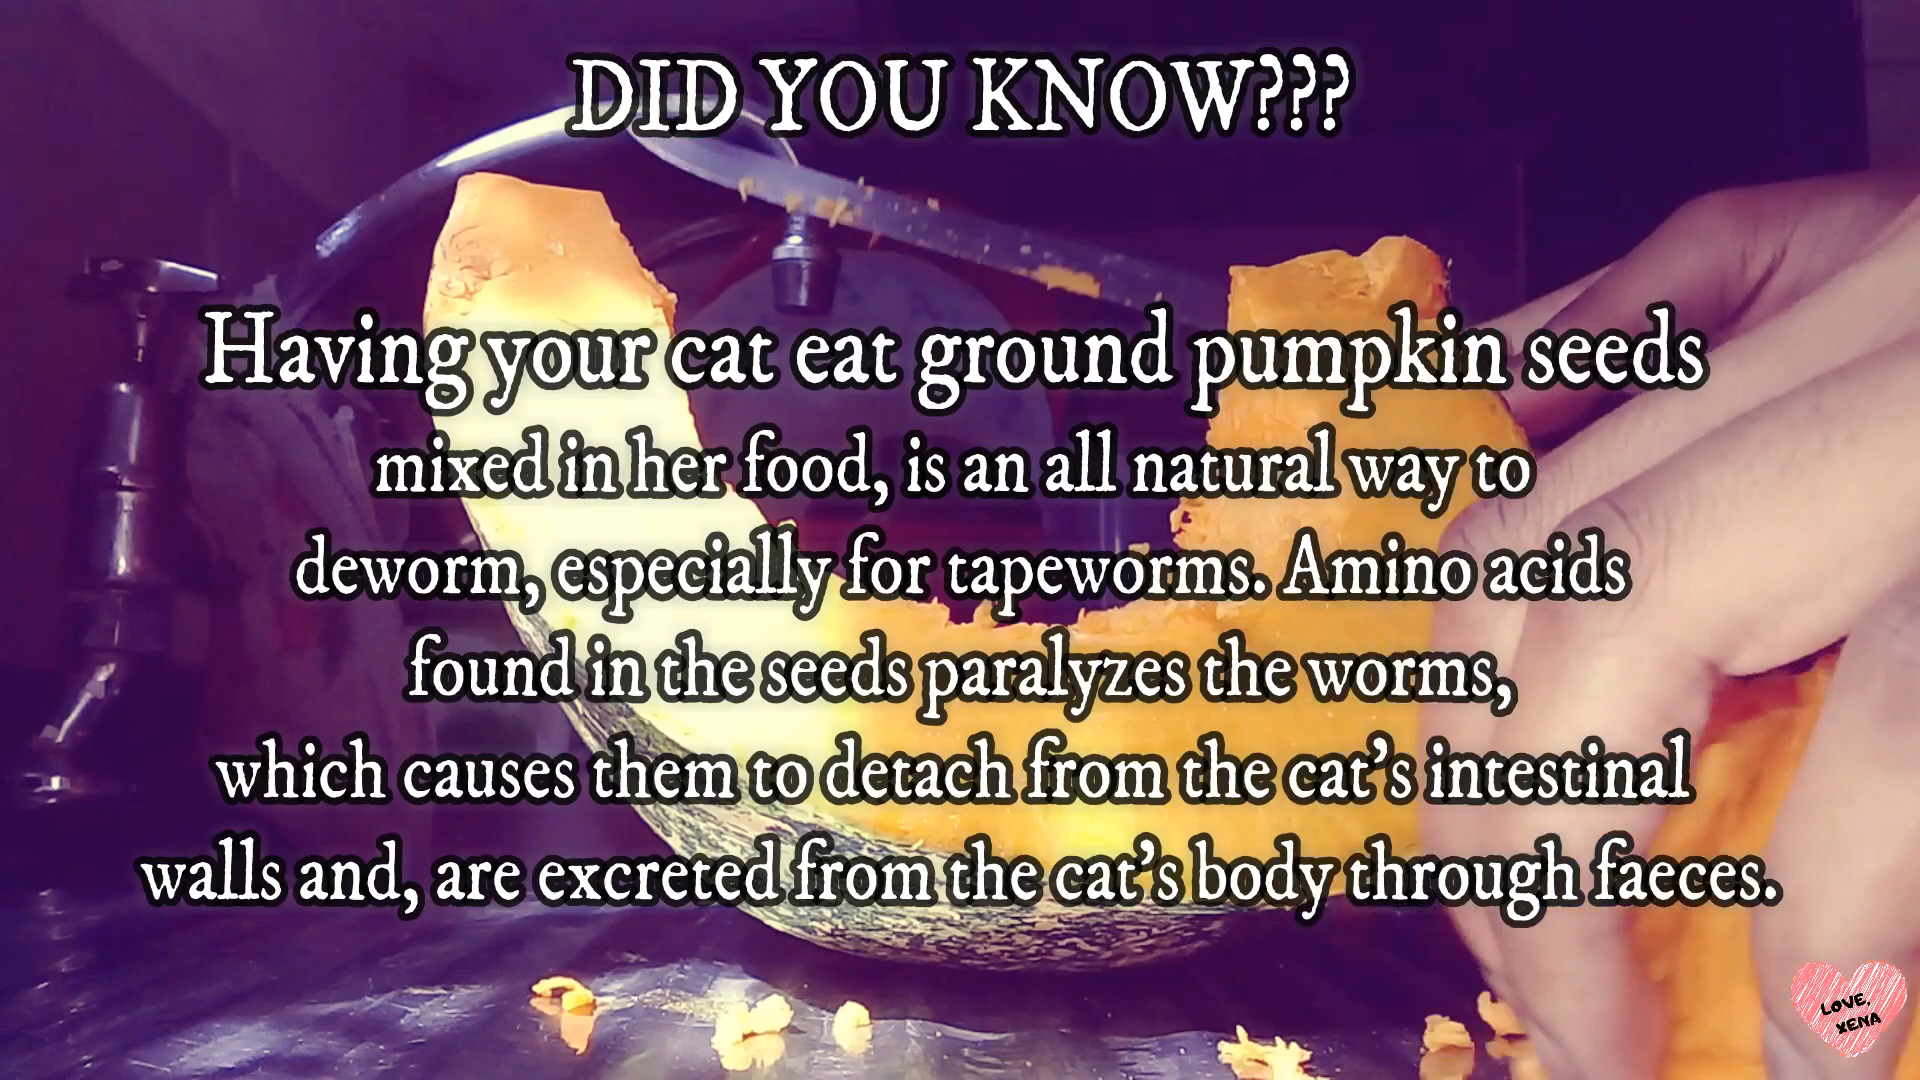 DID YOU KNOW???
Having your cat eat ground pumpkin seeds
mixed in her food, is an all natural way to
deworm, especially for tapeworms. Amino acids
found in the seeds paralyzes the worms,
which causes them to detach from the cat's intestinal
walls and, are excreted from the cat's body through faeces.
LOVE,
XENA